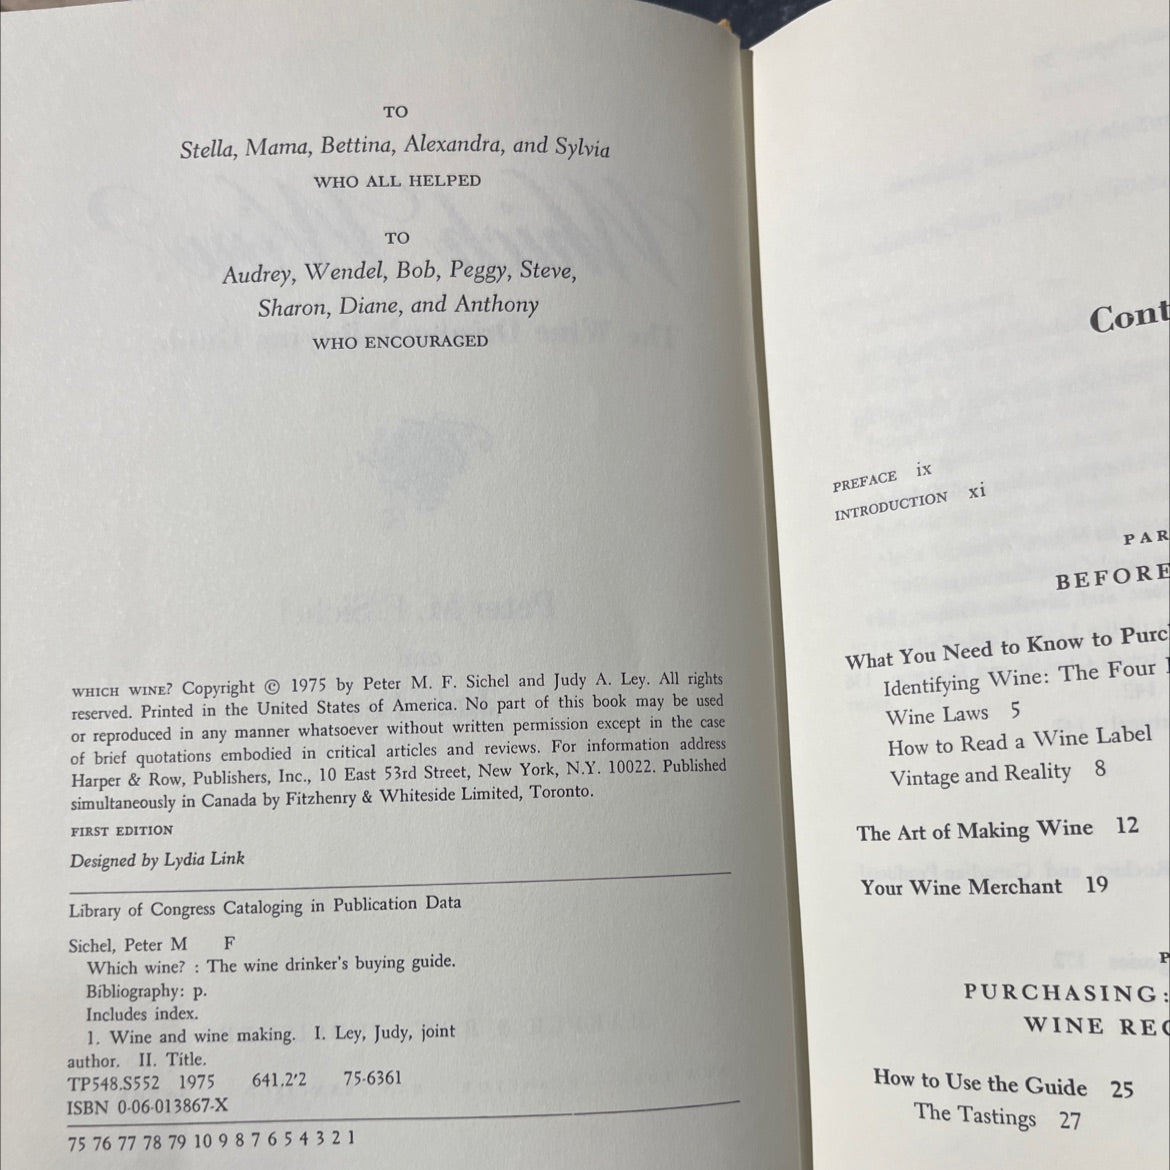 TO
Stella, Mama, Bettina, Alexandra, and Sylvia
WHO ALL HELPED
TO
Audrey, Wendel, Bob, Peggy, Steve,
Sharon, Diane, and Anthony
WHO ENCOURAGED
WHICH WINE? Copyright © 1975 by Peter M. F. Sichel and Judy A. Ley. All rights
reserved. Printed in the United States of America. No part of this book may be used
or reproduced in any manner whatsoever without written permission except in the case
of brief quotations embodied in critical articles and reviews. For information address
Harper & Row, Publishers, Inc., 10 East 53rd Street, New York, N.Y. 10022. Published
simultaneously in Canada by Fitzhenry & Whiteside Limited, Toronto.
FIRST EDITION
Designed by Lydia Link
Library of Congress Cataloging in Publication Data
Sichel, Peter M F
Which wine? : The wine drinker's buying guide.
Bibliography: p.
Includes index.
1. Wine and wine making. I. Ley, Judy, joint
author. II. Title.
TP548.S552 1975 641.2'2 75-6361
ISBN 0-06-013867-X
75 76 77 78 79 10 9 8 7 6 5 4 3 2 1
Cont
PREFACE ix
INTRODUCTION xi
PAR
BEFORE
What You Need to Know to Purc
Identifying Wine: The Four
Wine Laws 5
How to Read a Wine Label
Vintage and Reality 8
The Art of Making Wine 12
Your Wine Merchant 19
P
PURCHASING:
WINE REC
How to Use the Guide 25
The Tastings 27